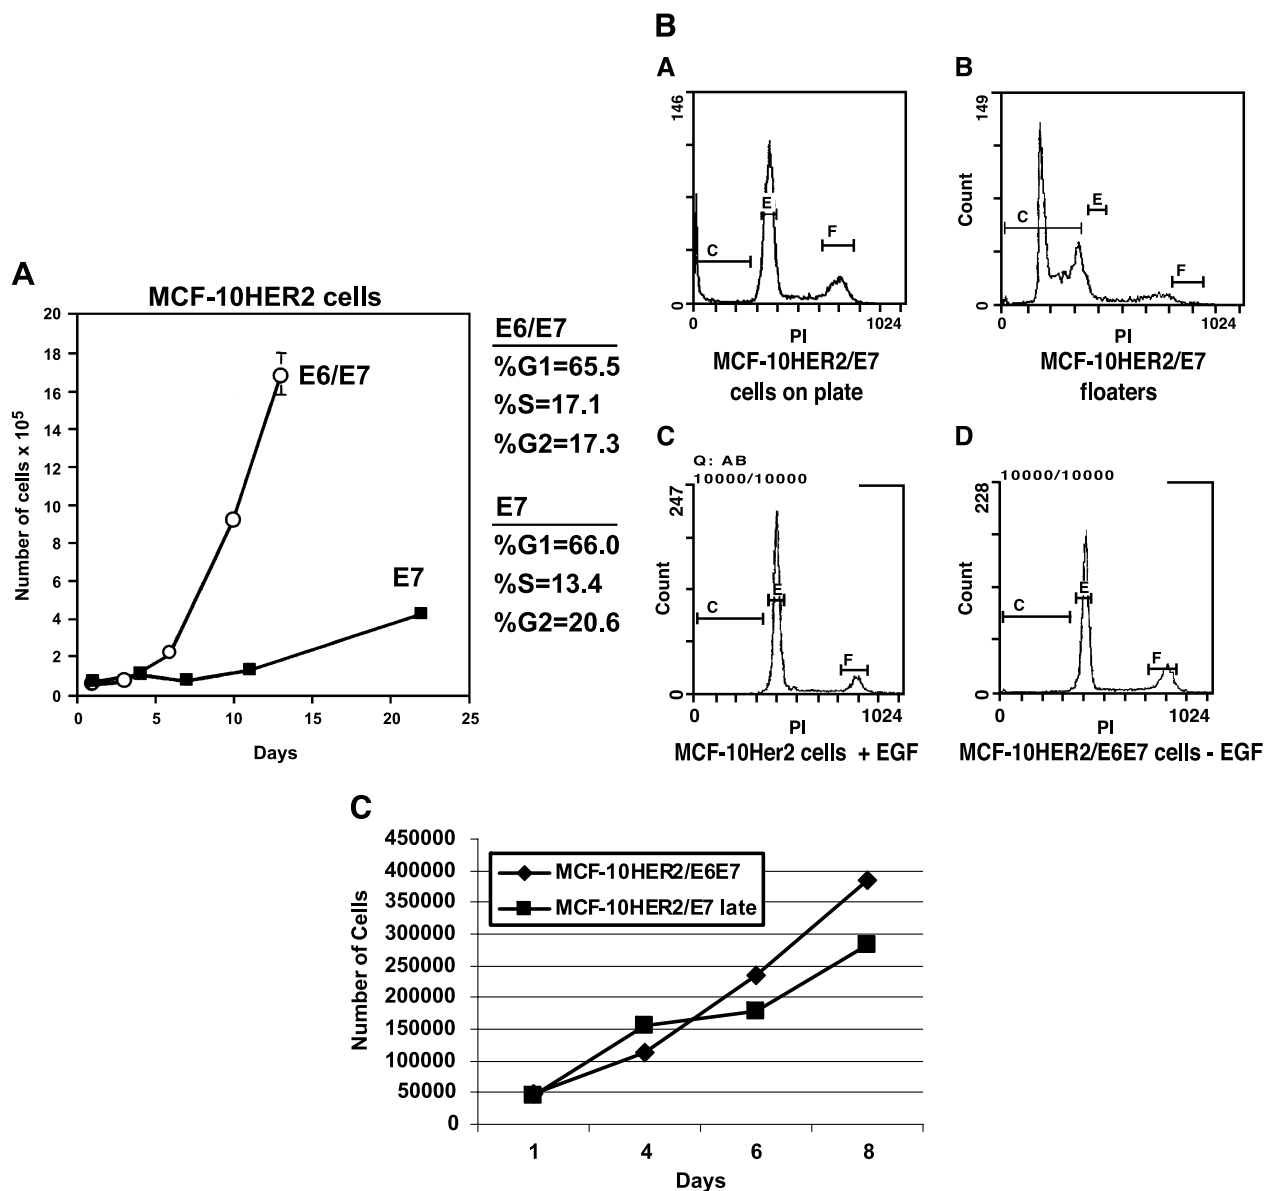 A
MCF-10HER2 cells
20
18
16
14
12
10
8
6
4
2
0
Number of cells x 10⁵
E6/E7
E7
0
5
10
15
20
25
Days
E6/E7
%G1=65.5
%S=17.1
%G2=17.3
E7
%G1=66.0
%S=13.4
%G2=20.6
B
A
146
0
C
E
F
0
1024
PI
MCF-10HER2/E7
cells on plate
B
149
Count
0
C
E
F
0
1024
PI
MCF-10HER2/E7
floaters
C
Q: AB
10000/10000
247
Count
0
C
E
F
0
1024
PI
MCF-10Her2 cells + EGF
D
10000/10000
228
Count
0
C
E
F
0
1024
PI
MCF-10HER2/E6E7 cells - EGF
C
450000
400000
350000
300000
250000
200000
150000
100000
50000
0
Number of Cells
MCF-10HER2/E6E7
MCF-10HER2/E7 late
1
4
6
8
Days